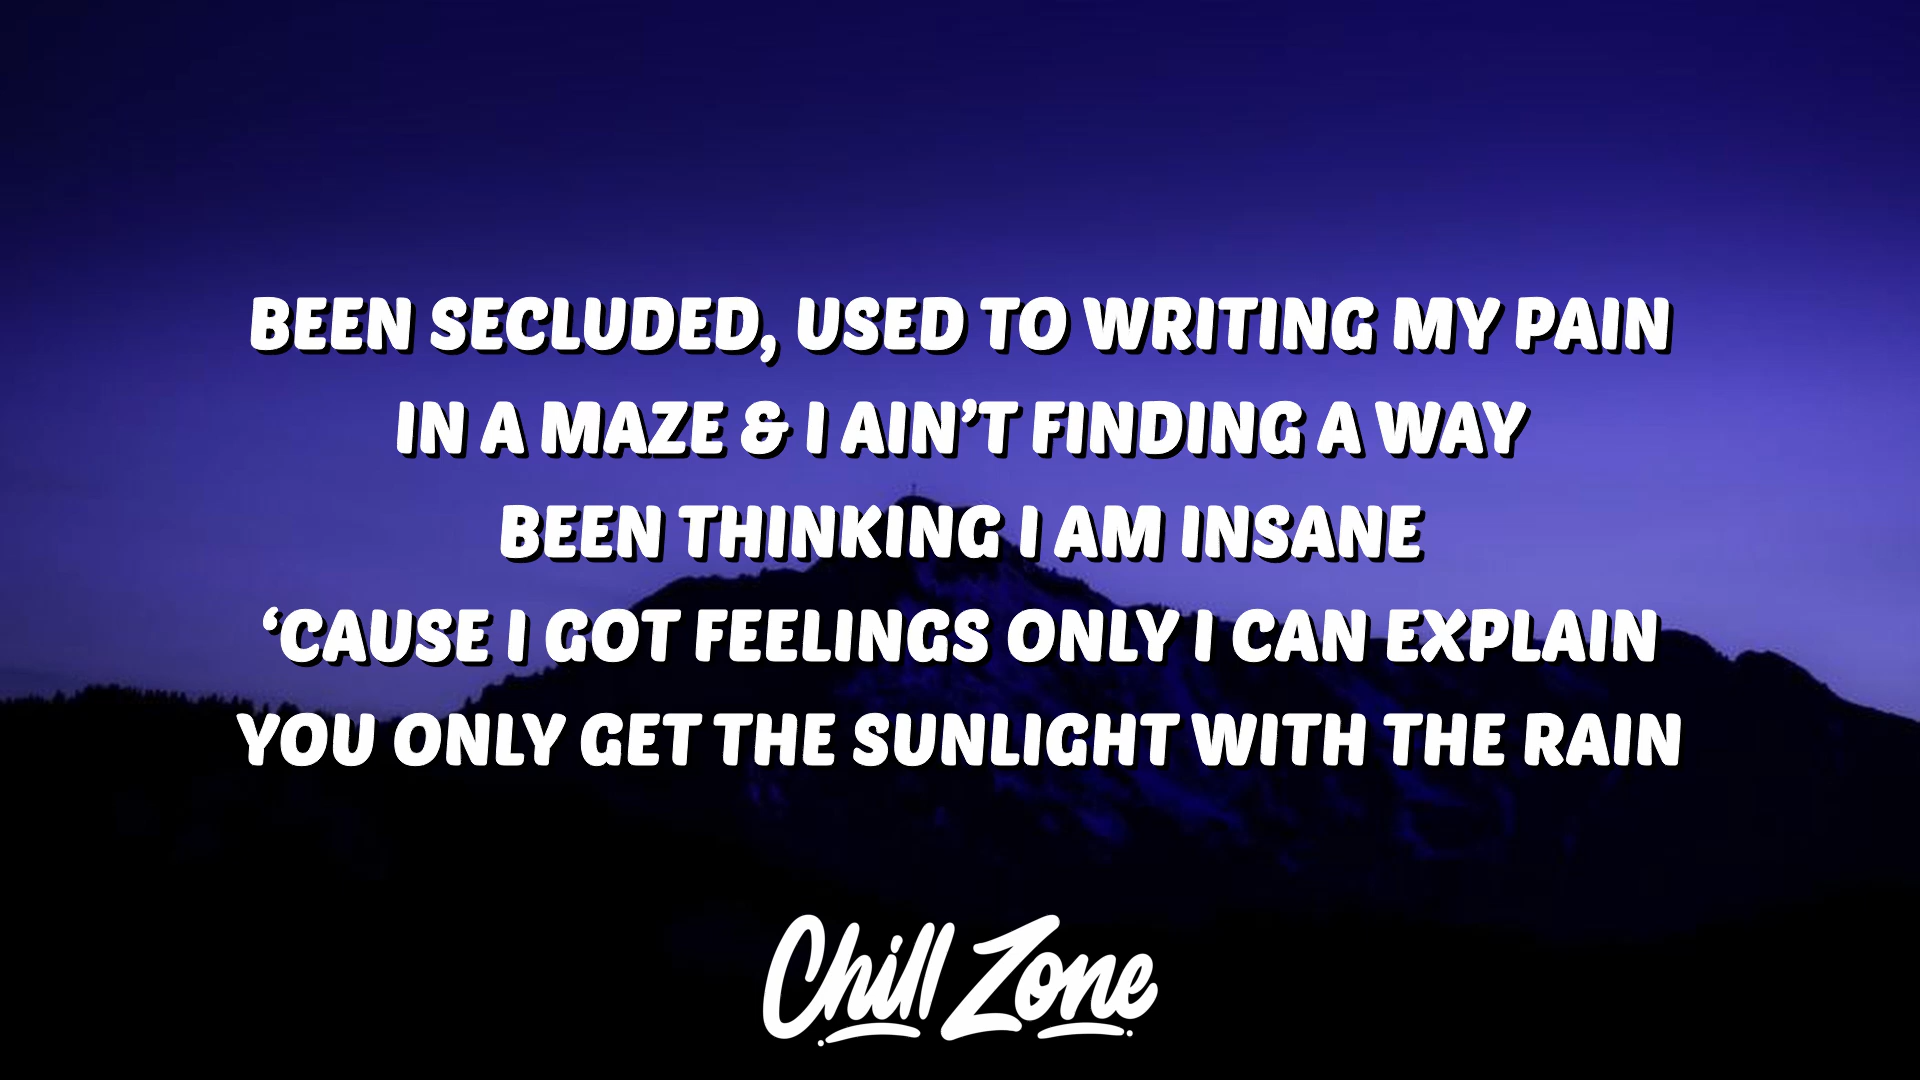 BEEN SECLUDED, USED TO WRITING MY PAIN
IN A MAZE & I AIN’T FINDING A WAY
BEEN THINKING I AM INSANE
‘CAUSE I GOT FEELINGS ONLY I CAN EXPLAIN
YOU ONLY GET THE SUNLIGHT WITH THE RAIN
Chill Zone